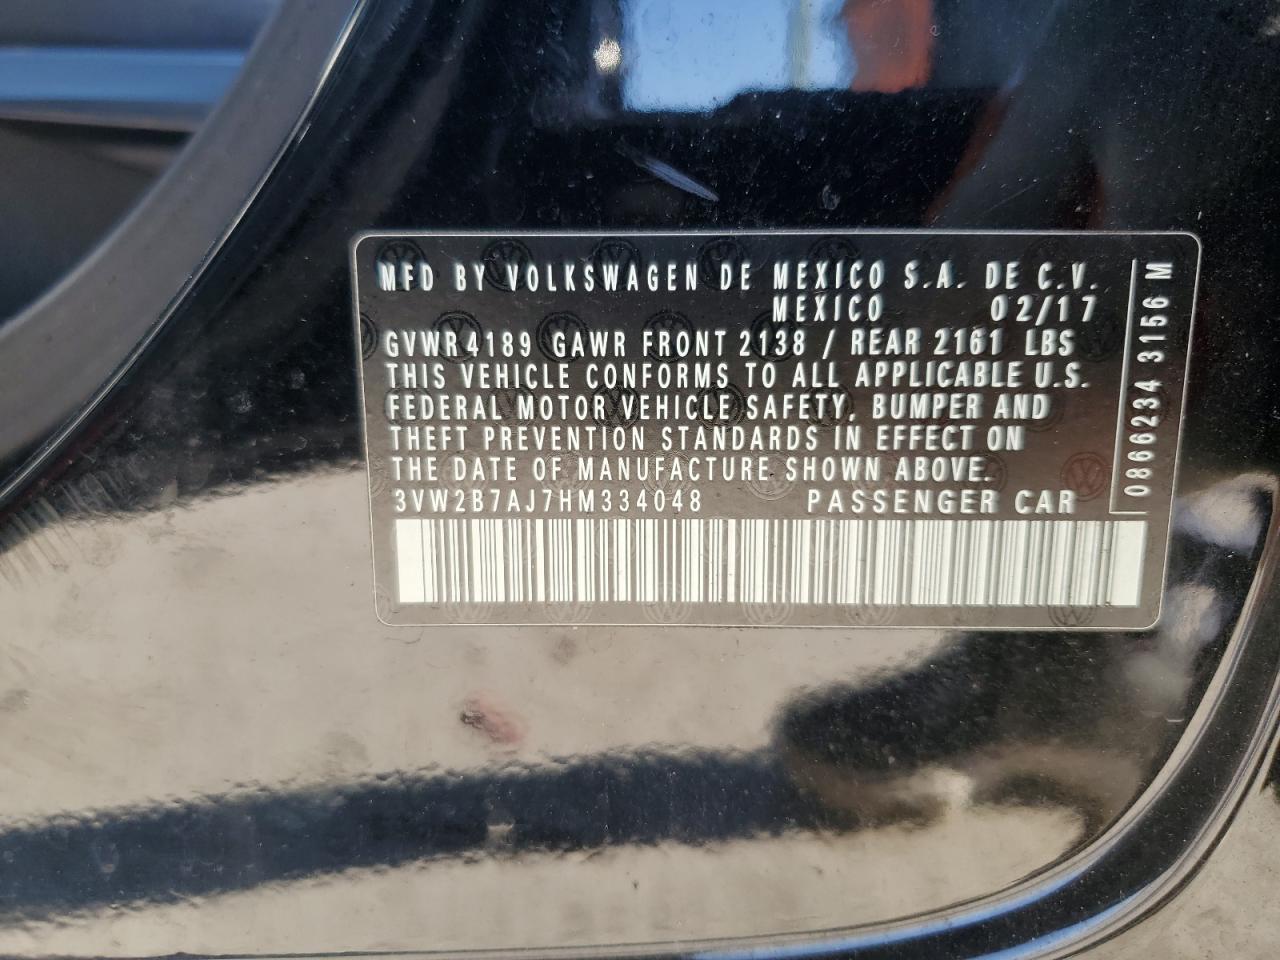 MFD BY VOLKSWAGEN DE MEXICO S.A. DE C.V.
MEXICO 02/17
GVWR 4189 GAWR FRONT 2138 / REAR 2161 LBS
THIS VEHICLE CONFORMS TO ALL APPLICABLE U.S.
FEDERAL MOTOR VEHICLE SAFETY, BUMPER AND
THEFT PREVENTION STANDARDS IN EFFECT ON
THE DATE OF MANUFACTURE SHOWN ABOVE.
3VW2B7AJ7HM334048 PASSENGER CAR
0866234 3156 M